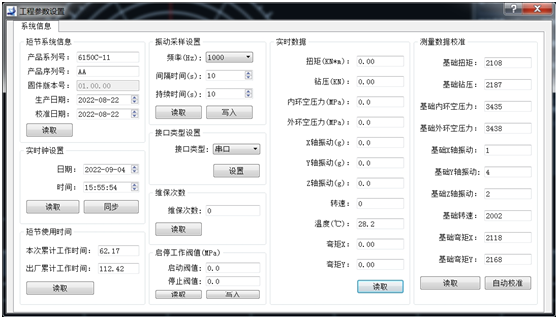 工程参数设置
系统信息
短节系统信息
产品系列号: 6150C-11
产品序列号: AA
固件版本号: 01.00.00
生产日期: 2022-08-22
校准日期: 2022-08-22
读取
实时钟设置
日期: 2022-09-04
时间: 15:55:54
读取 同步
短节使用时间
本次累计工作时间: 62.17
出厂累计工作时间: 112.42
读取
振动采样设置
频率(Hz): 1000
间隔时间(s): 10
持续时间(s): 10
读取 写入
接口类型设置
接口类型: 串口
设置
维保次数
维保次数: 0
读取
启停工作阀值(MPa)
启动阀值: 0.0
停止阀值: 0.0
读取 写入
实时数据
扭矩(KN*m): 0.00
钻压(KN): 0.00
内环空压力(MPa): 0.0
外环空压力(MPa): 0.0
X轴振动(g): 0.0
Y轴振动(g): 0.0
Z轴振动(g): 0.0
转速: 0
温度(℃): 28.2
弯距X: 0.00
弯距Y: 0.00
读取
测量数据校准
基础扭矩: 2108
基础钻压: 2187
基础内环空压力: 3435
基础外环空压力: 3438
基础X轴振动: 1
基础Y轴振动: 4
基础Z轴振动: 2
基础转速: 2002
基础弯距X: 2118
基础弯距Y: 2168
读取 自动校准